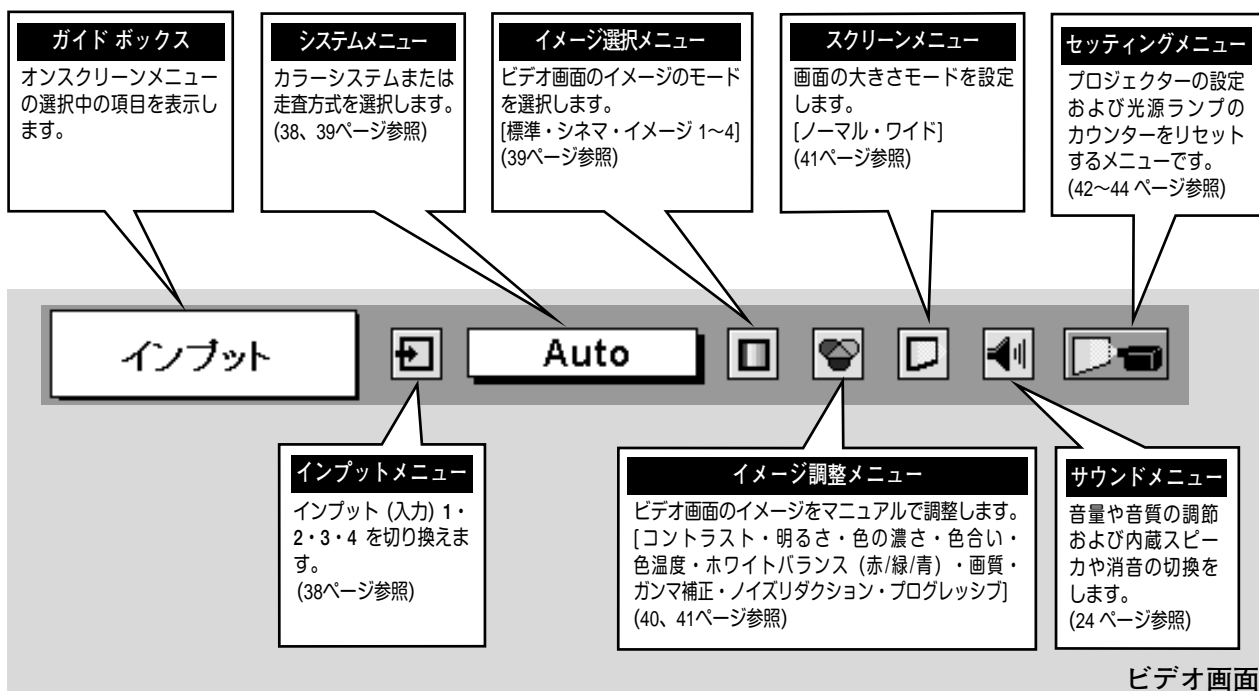 ガイド ボックス
オンスクリーンメニュー
の選択中の項目を表示し
ます。
システムメニュー
カラーシステムまたは
走査方式を選択します。
(38、39ページ参照)
イメージ選択メニュー
ビデオ画面のイメージのモード
を選択します。
[標準・シネマ・イメージ 1〜4]
(39ページ参照)
スクリーンメニュー
画面の大きさモードを設定
します。
[ノーマル・ワイド]
(41ページ参照)
セッティングメニュー
プロジェクターの設定
および光源ランプの
カウンターをリセット
するメニューです。
(42〜44 ページ参照)
インプット
Auto
インプットメニュー
インプット (入力) 1・
2・3・4 を切り換えま
す。
(38ページ参照)
イメージ調整メニュー
ビデオ画面のイメージをマニュアルで調整します。
[コントラスト・明るさ・色の濃さ・色合い・
色温度・ホワイトバランス (赤/緑/青) ・画質・
ガンマ補正・ノイズリダクション・プログレッシブ]
(40、41ページ参照)
サウンドメニュー
音量や音質の調節
および内蔵スピー
カや消音の切換を
します。
(24 ページ参照)
ビデオ画面